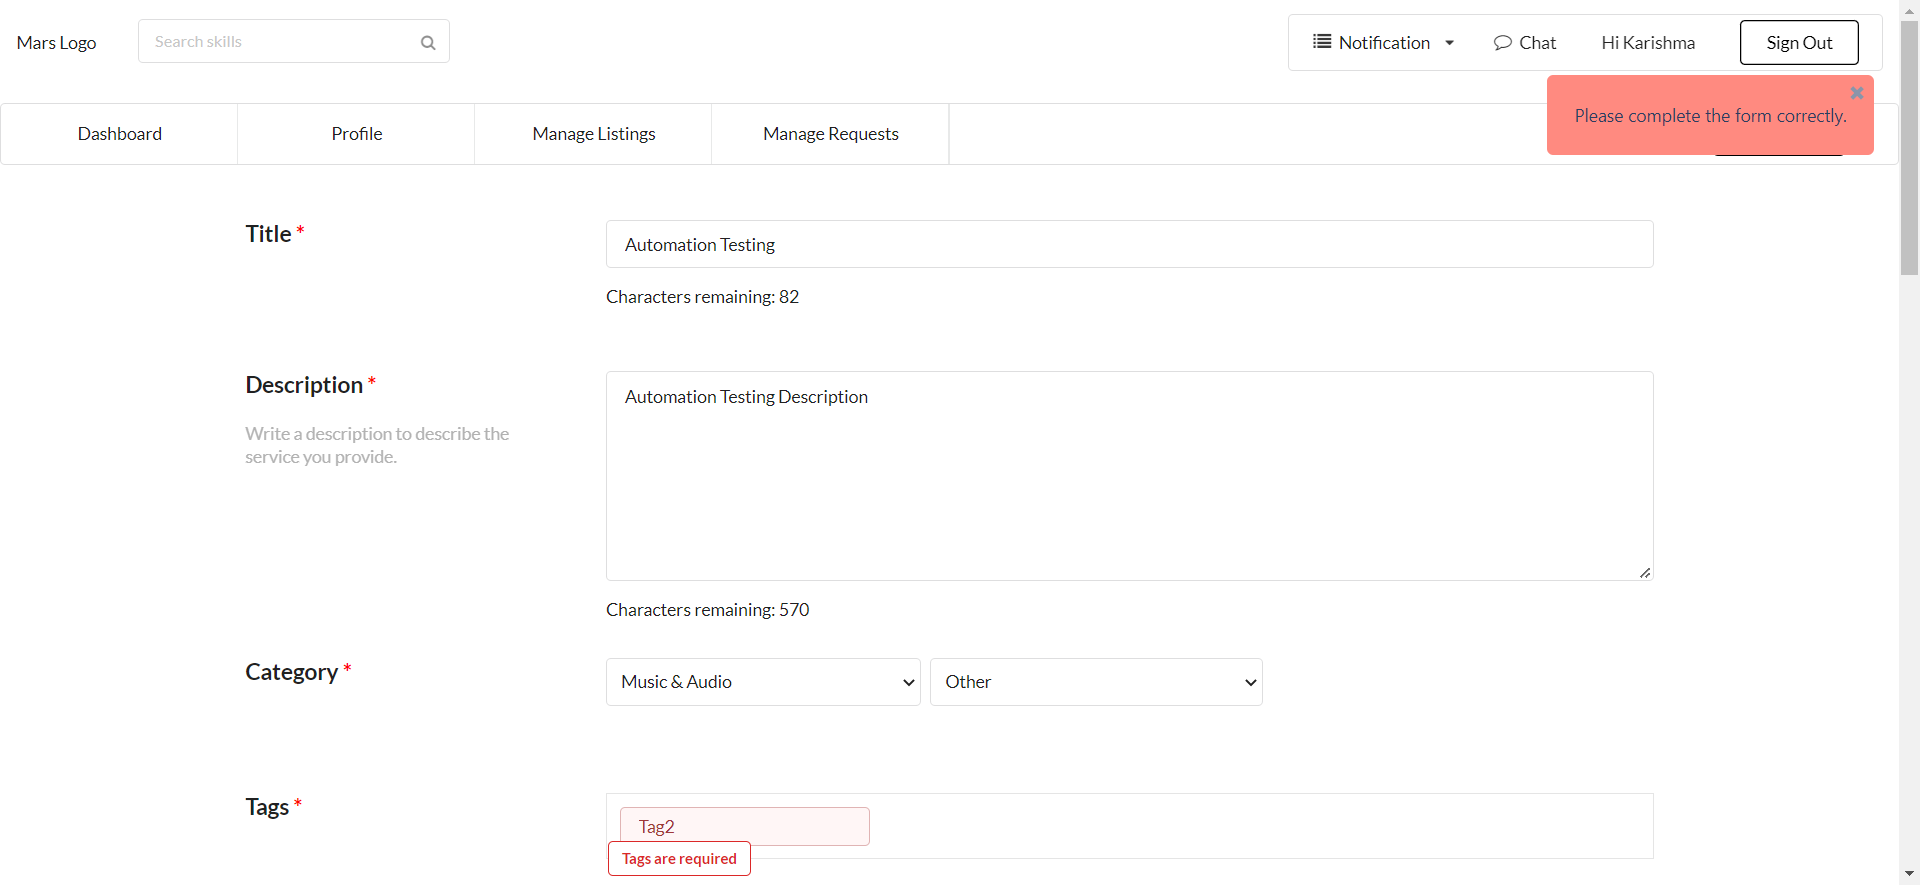 Mars Logo
Search skills
Notification
Chat
Hi Karishma
Sign Out
Please complete the form correctly.
Dashboard
Profile
Manage Listings
Manage Requests
Title *
Automation Testing
Characters remaining: 82
Description *
Write a description to describe the
service you provide.
Automation Testing Description
Characters remaining: 570
Category *
Music & Audio
Other
Tags *
Tag2
Tags are required